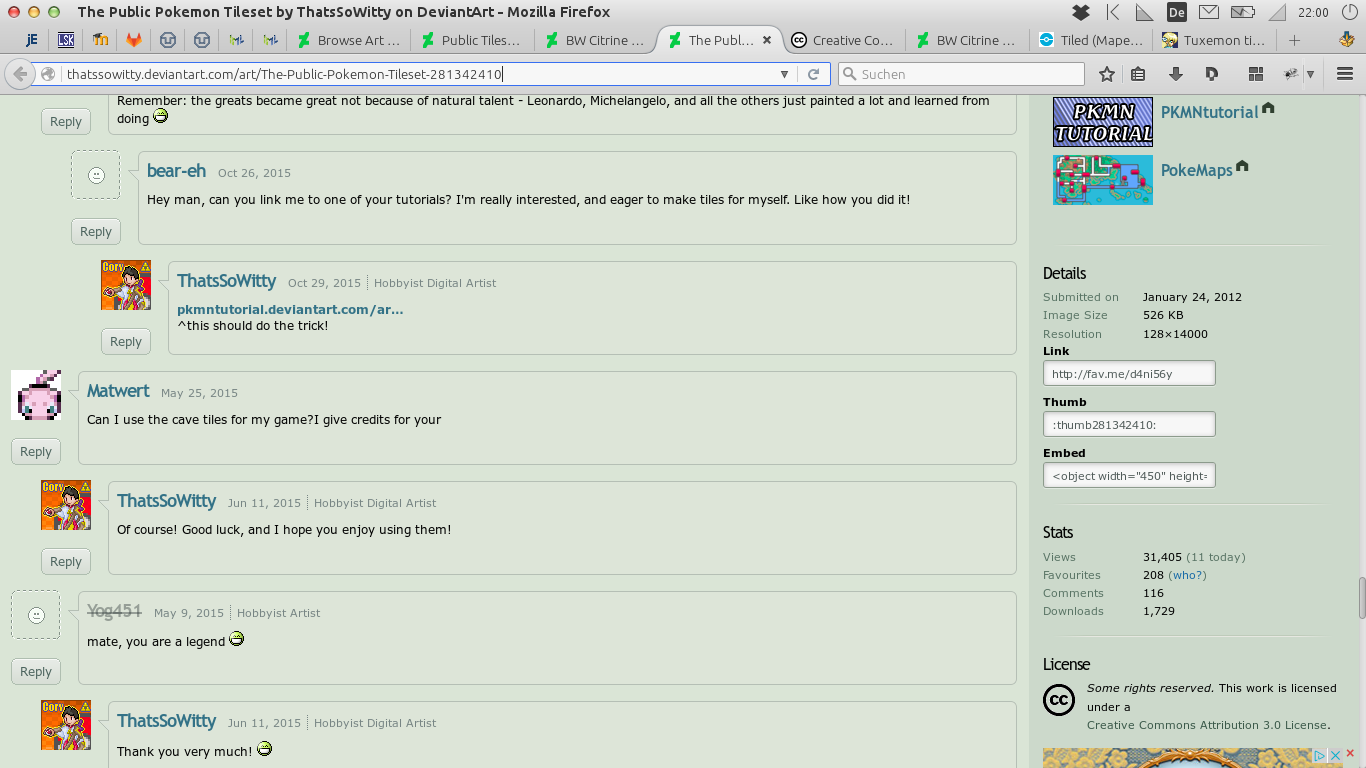 The Public Pokemon Tileset by ThatsSoWitty on DeviantArt - Mozilla Firefox
De
22:00
jE
LSK
Browse Art ...
Public Tiles...
BW Citrine ...
The Publ...
Creative Co...
BW Citrine ...
Tiled (Mape...
Tuxemon ti...
thatssowitty.deviantart.com/art/The-Public-Pokemon-Tileset-281342410
Suchen
Remember: the greats became great not because of natural talent - Leonardo, Michelangelo, and all the others just painted a lot and learned from
doing
Reply
bear-eh Oct 26, 2015
Hey man, can you link me to one of your tutorials? I'm really interested, and eager to make tiles for myself. Like how you did it!
Reply
Cory
ThatsSoWitty Oct 29, 2015 Hobbyist Digital Artist
pkmntutorial.deviantart.com/ar...
^this should do the trick!
Reply
Matwert May 25, 2015
Can I use the cave tiles for my game?I give credits for your
Reply
Cory
ThatsSoWitty Jun 11, 2015 Hobbyist Digital Artist
Of course! Good luck, and I hope you enjoy using them!
Reply
Yog451 May 9, 2015 Hobbyist Artist
mate, you are a legend
Reply
Cory
ThatsSoWitty Jun 11, 2015 Hobbyist Digital Artist
Thank you very much!
PKMN
TUTORIAL
PKMNtutorial
PokeMaps
Details
Submitted on January 24, 2012
Image Size 526 KB
Resolution 128×14000
Link
http://fav.me/d4ni56y
Thumb
:thumb281342410:
Embed
<object width="450" height=
Stats
Views 31,405 (11 today)
Favourites 208 (who?)
Comments 116
Downloads 1,729
License
cc
Some rights reserved. This work is licensed
under a
Creative Commons Attribution 3.0 License.